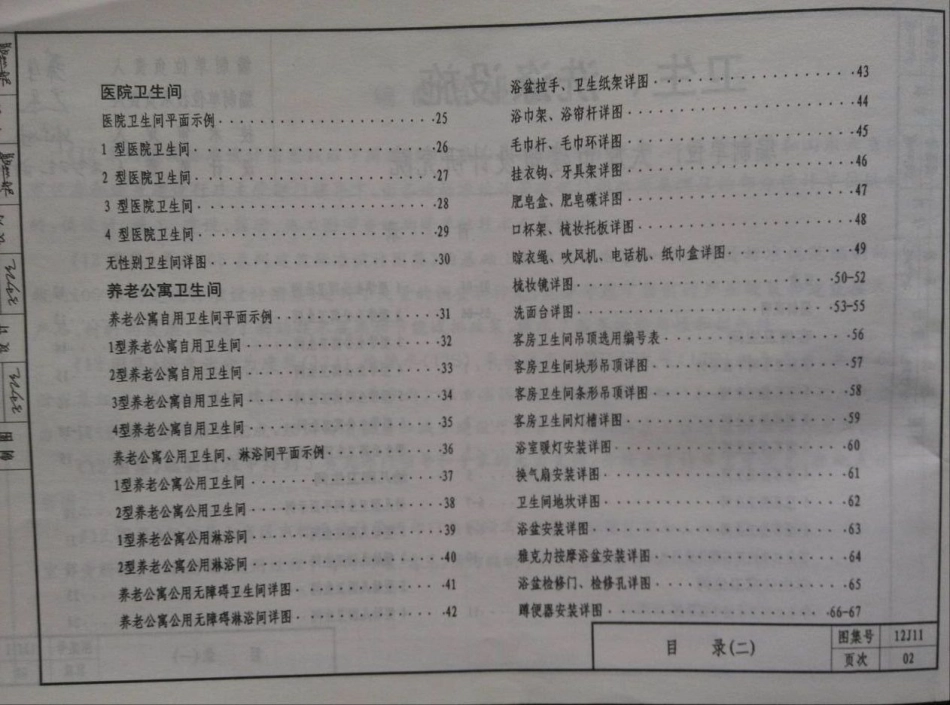 医院卫生间
医院卫生间平面示例 ·25
1 型医院卫生间 ·26
2 型医院卫生间 ·27
3 型医院卫生间 ·28
4 型医院卫生间 ·29
无性别卫生间详图 ·30
养老公寓卫生间
养老公寓自用卫生间平面示例 ·31
1型养老公寓自用卫生间 ·32
2型养老公寓自用卫生间 ·33
3型养老公寓自用卫生间 ·34
4型养老公寓自用卫生间 ·35
养老公寓公用卫生间、淋浴间平面示例 ·36
1型养老公寓公用卫生间 ·37
2型养老公寓公用卫生间 ·38
1型养老公寓公用淋浴间 ·39
2型养老公寓公用淋浴间 ·40
养老公寓公用无障碍卫生间详图 ·41
养老公寓公用无障碍淋浴间详图 ·42
浴盆拉手、卫生纸架详图 ·43
浴巾架、浴帘杆详图 ·44
毛巾杆、毛巾环详图 ·45
挂衣钩、牙具架详图 ·46
肥皂盒、肥皂碟详图 ·47
口杯架、梳妆托板详图 ·48
晾衣绳、吹风机、电话机、纸巾盒详图 ·49
梳妆镜详图 ·50-52
洗面台详图 ·53-55
客房卫生间吊顶选用编号表 ·56
客房卫生间块形吊顶详图 ·57
客房卫生间条形吊顶详图 ·58
客房卫生间灯槽详图 ·59
浴室暖灯安装详图 ·60
换气扇安装详图 ·61
卫生间地坎详图 ·62
浴盆安装详图 ·63
雅克力按摩浴盆安装详图 ·64
浴盆检修门、检修孔详图 ·65
蹲便器安装详图 ·66-67
目 录(二)
图集号 12J11
页次 02